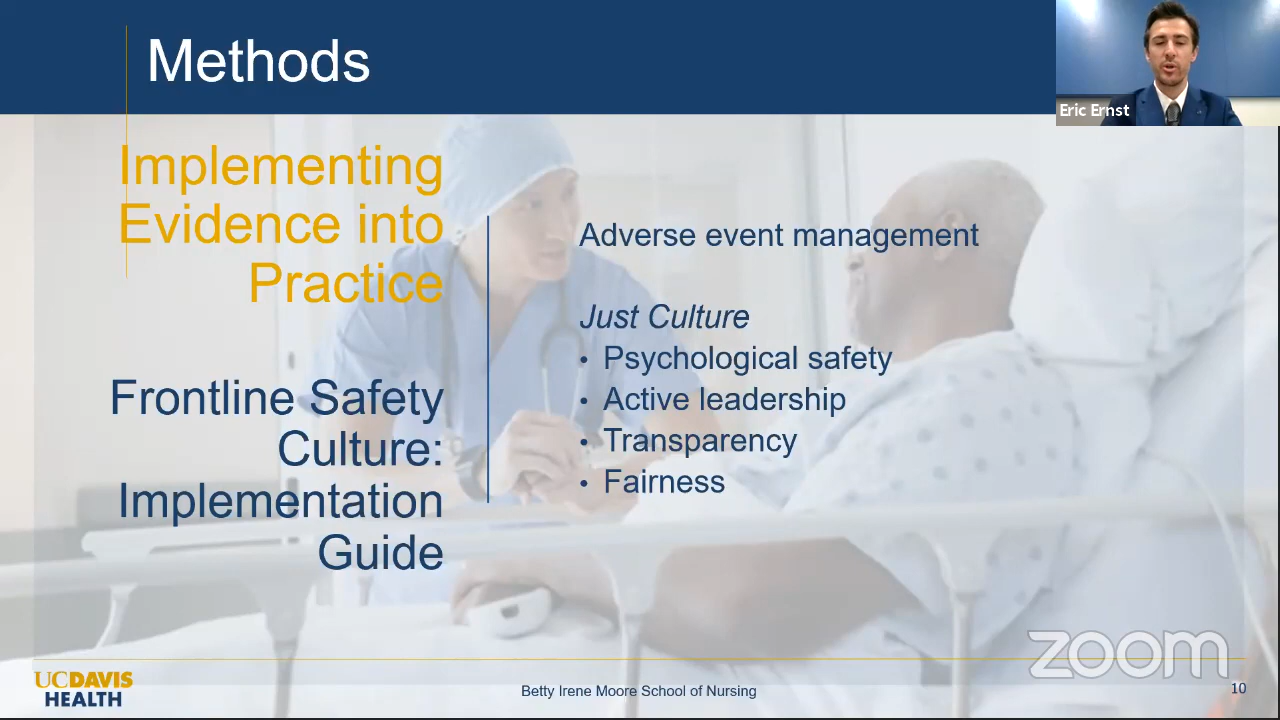 Methods
Eric Ernst
Implementing
Evidence into
Practice
Frontline Safety
Culture:
Implementation
Guide
Adverse event management
Just Culture
• Psychological safety
• Active leadership
• Transparency
• Fairness
zoom
UCDAVIS
HEALTH
Betty Irene Moore School of Nursing
10